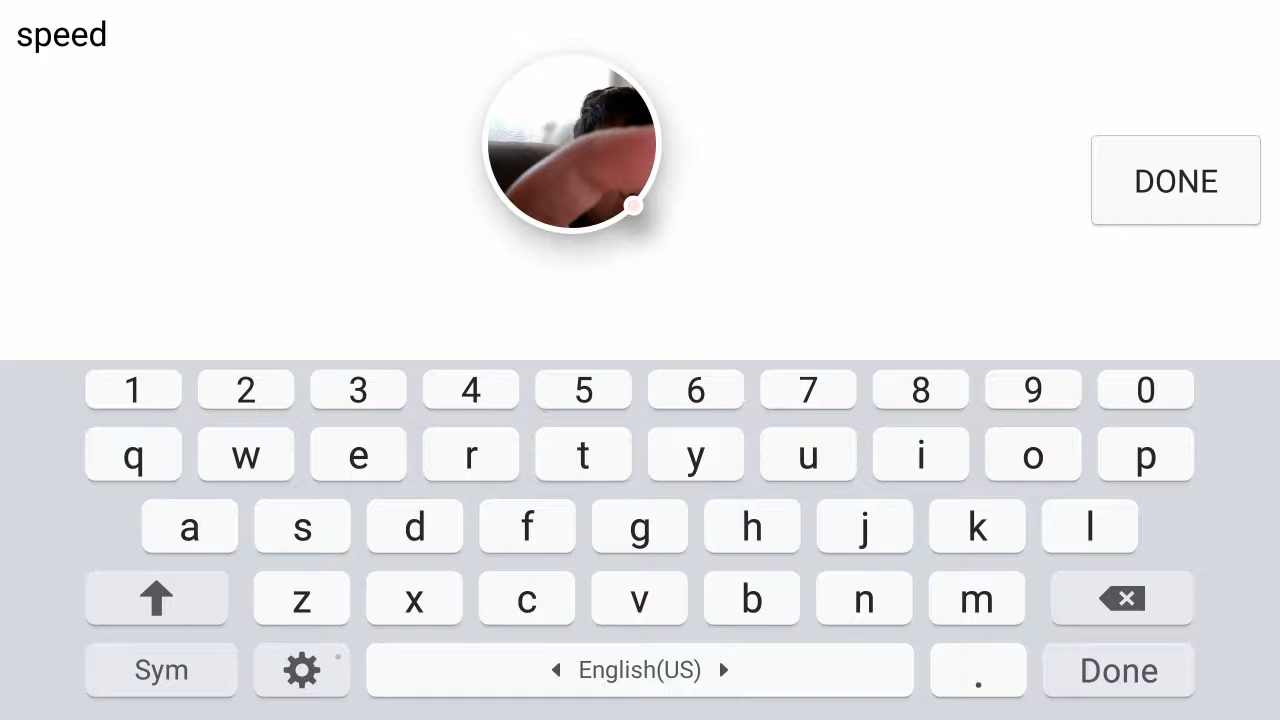 speed
DONE
1 2 3 4 5 6 7 8 9 0
q w e r t y u i o p
a s d f g h j k l
z x c v b n m
Sym English(US) . Done